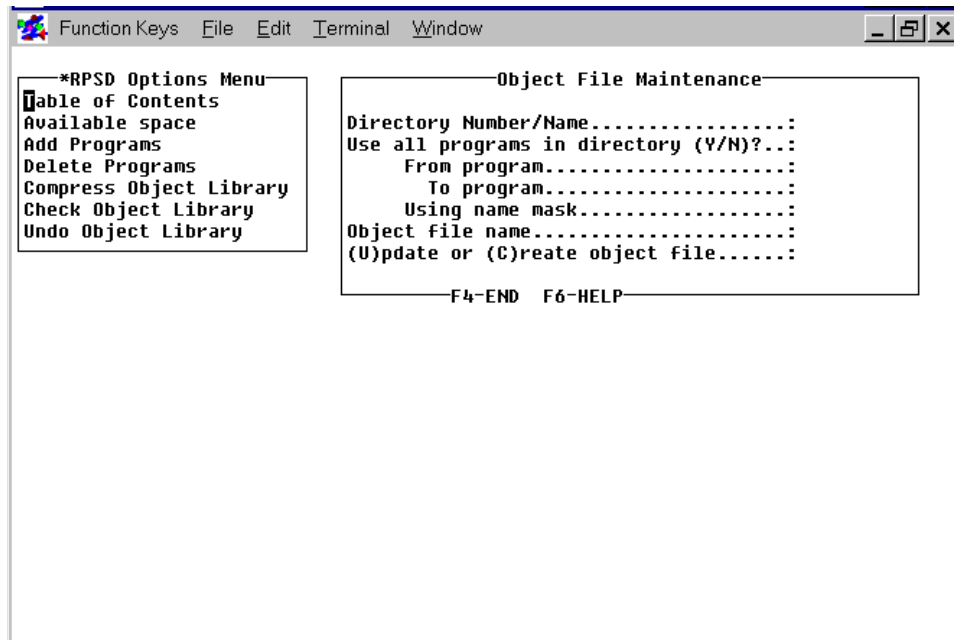 Function Keys File Edit Terminal Window
*RPSD Options Menu
Table of Contents
Available space
Add Programs
Delete Programs
Compress Object Library
Check Object Library
Undo Object Library
Object File Maintenance
Directory Number/Name.................:
Use all programs in directory (Y/N)?..:
From program.....................:
To program.....................:
Using name mask..................:
Object file name......................:
(U)pdate or (C)reate object file......:
F4-END F6-HELP